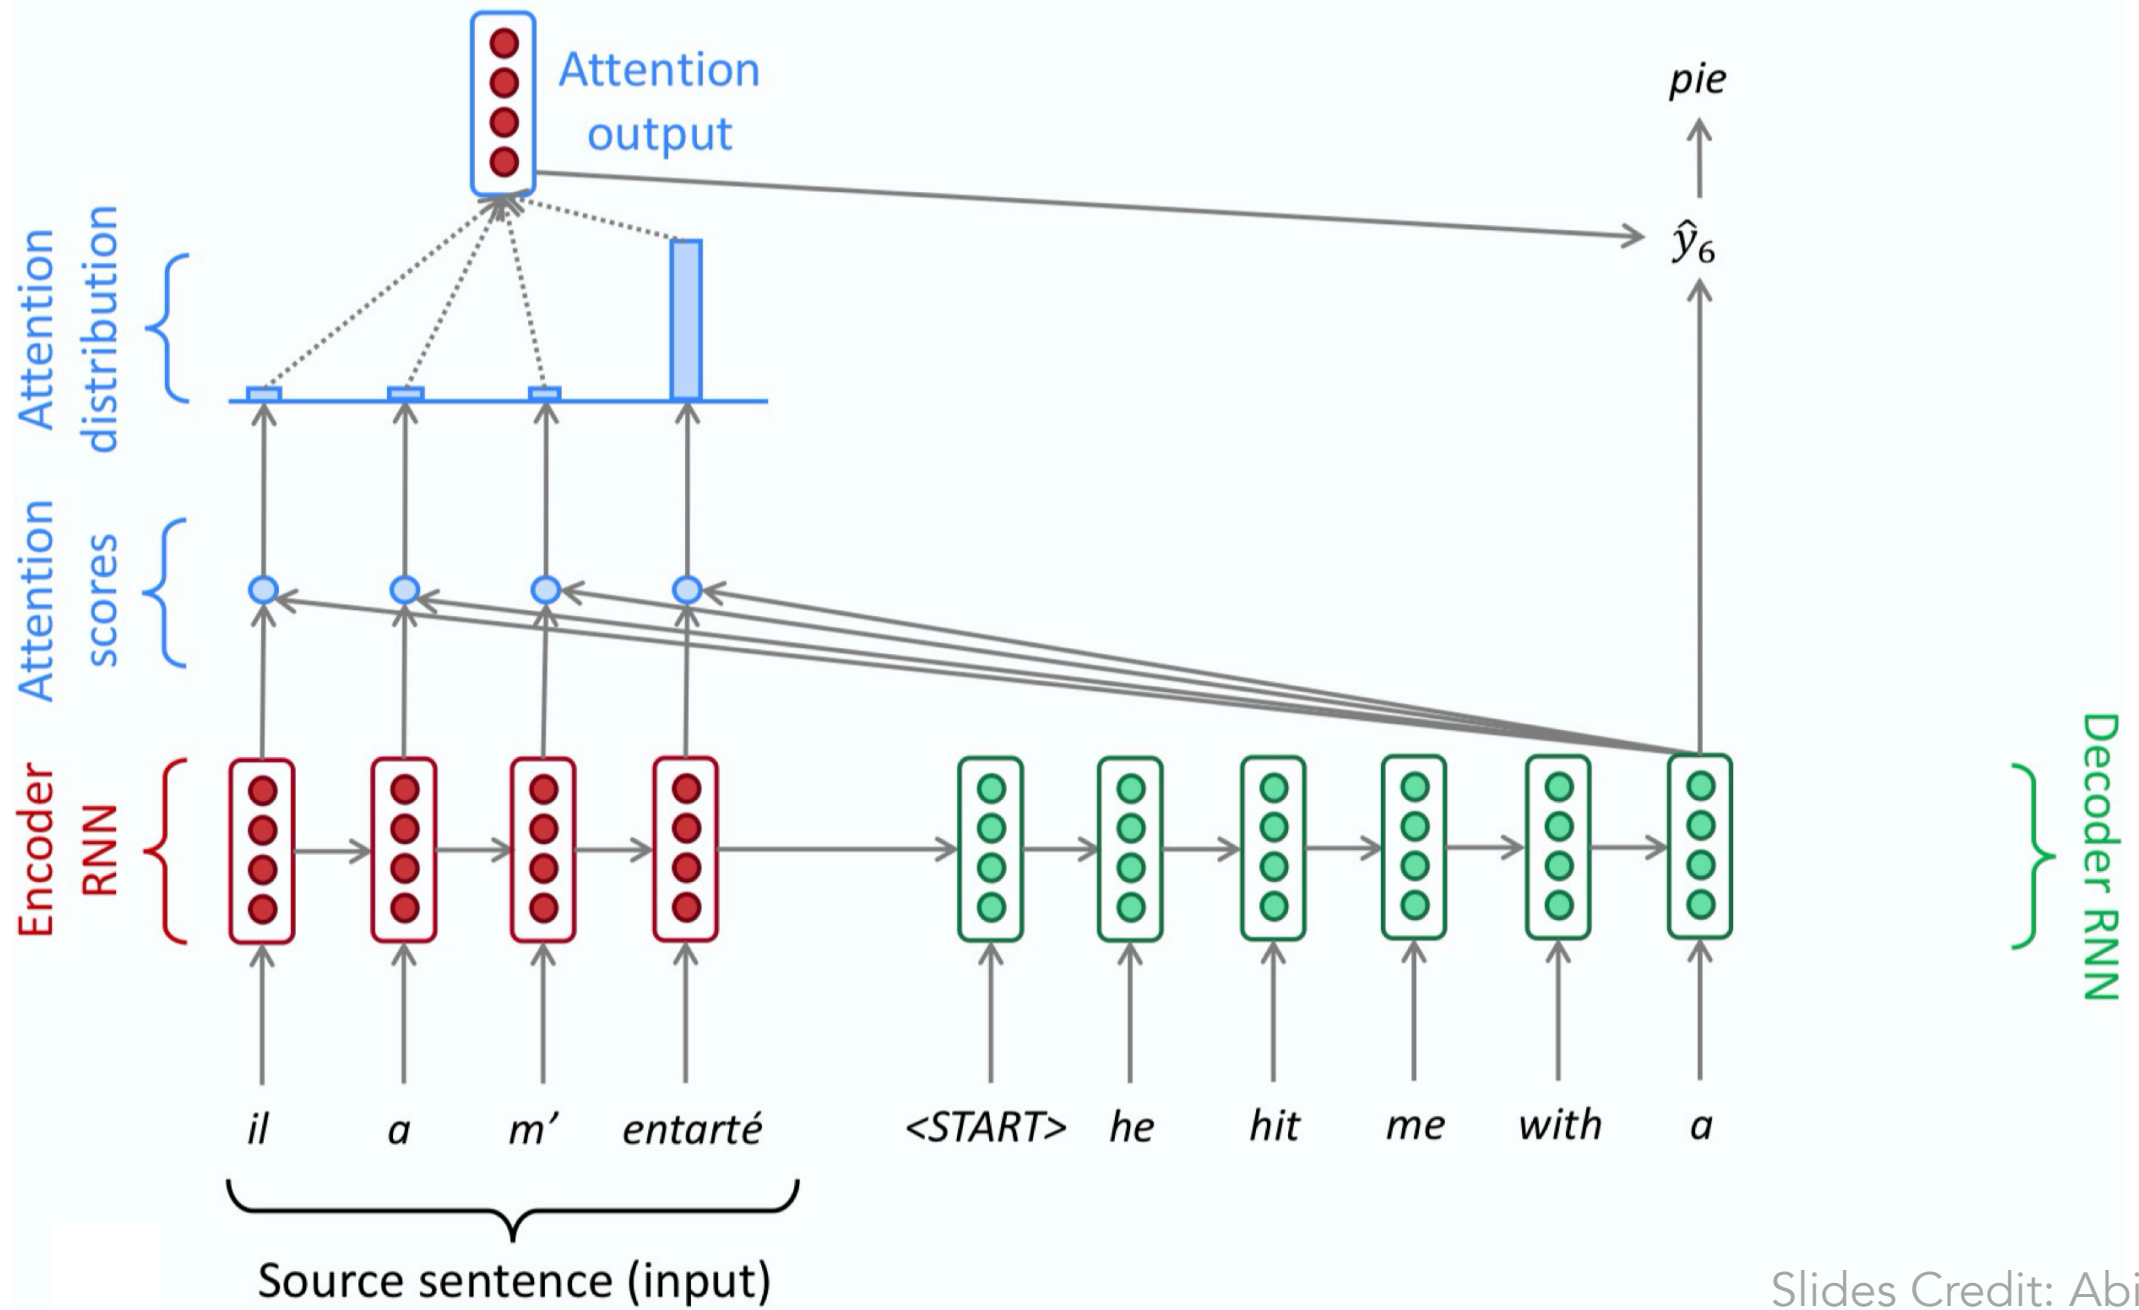 Attention
output
pie
ŷ₆
Attention
distribution
Attention
scores
Encoder
RNN
Decoder RNN
il a m’ entarté <START> he hit me with a
Source sentence (input)
Slides Credit: Abi